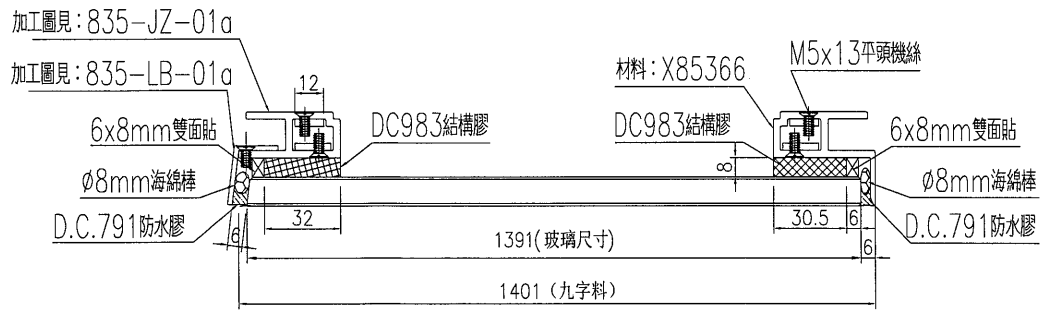 加工圖見：835-JZ-01a
加工圖見：835-LB-01a
12
M5x13平頭機絲
材料：X85366
6x8mm雙面貼
DC983結構膠
DC983結構膠
6x8mm雙面貼
8
Ø8mm海綿棒
Ø8mm海綿棒
D.C.791防水膠
32
30.5
6
D.C.791防水膠
6
1391(玻璃尺寸)
6
1401（九字料）